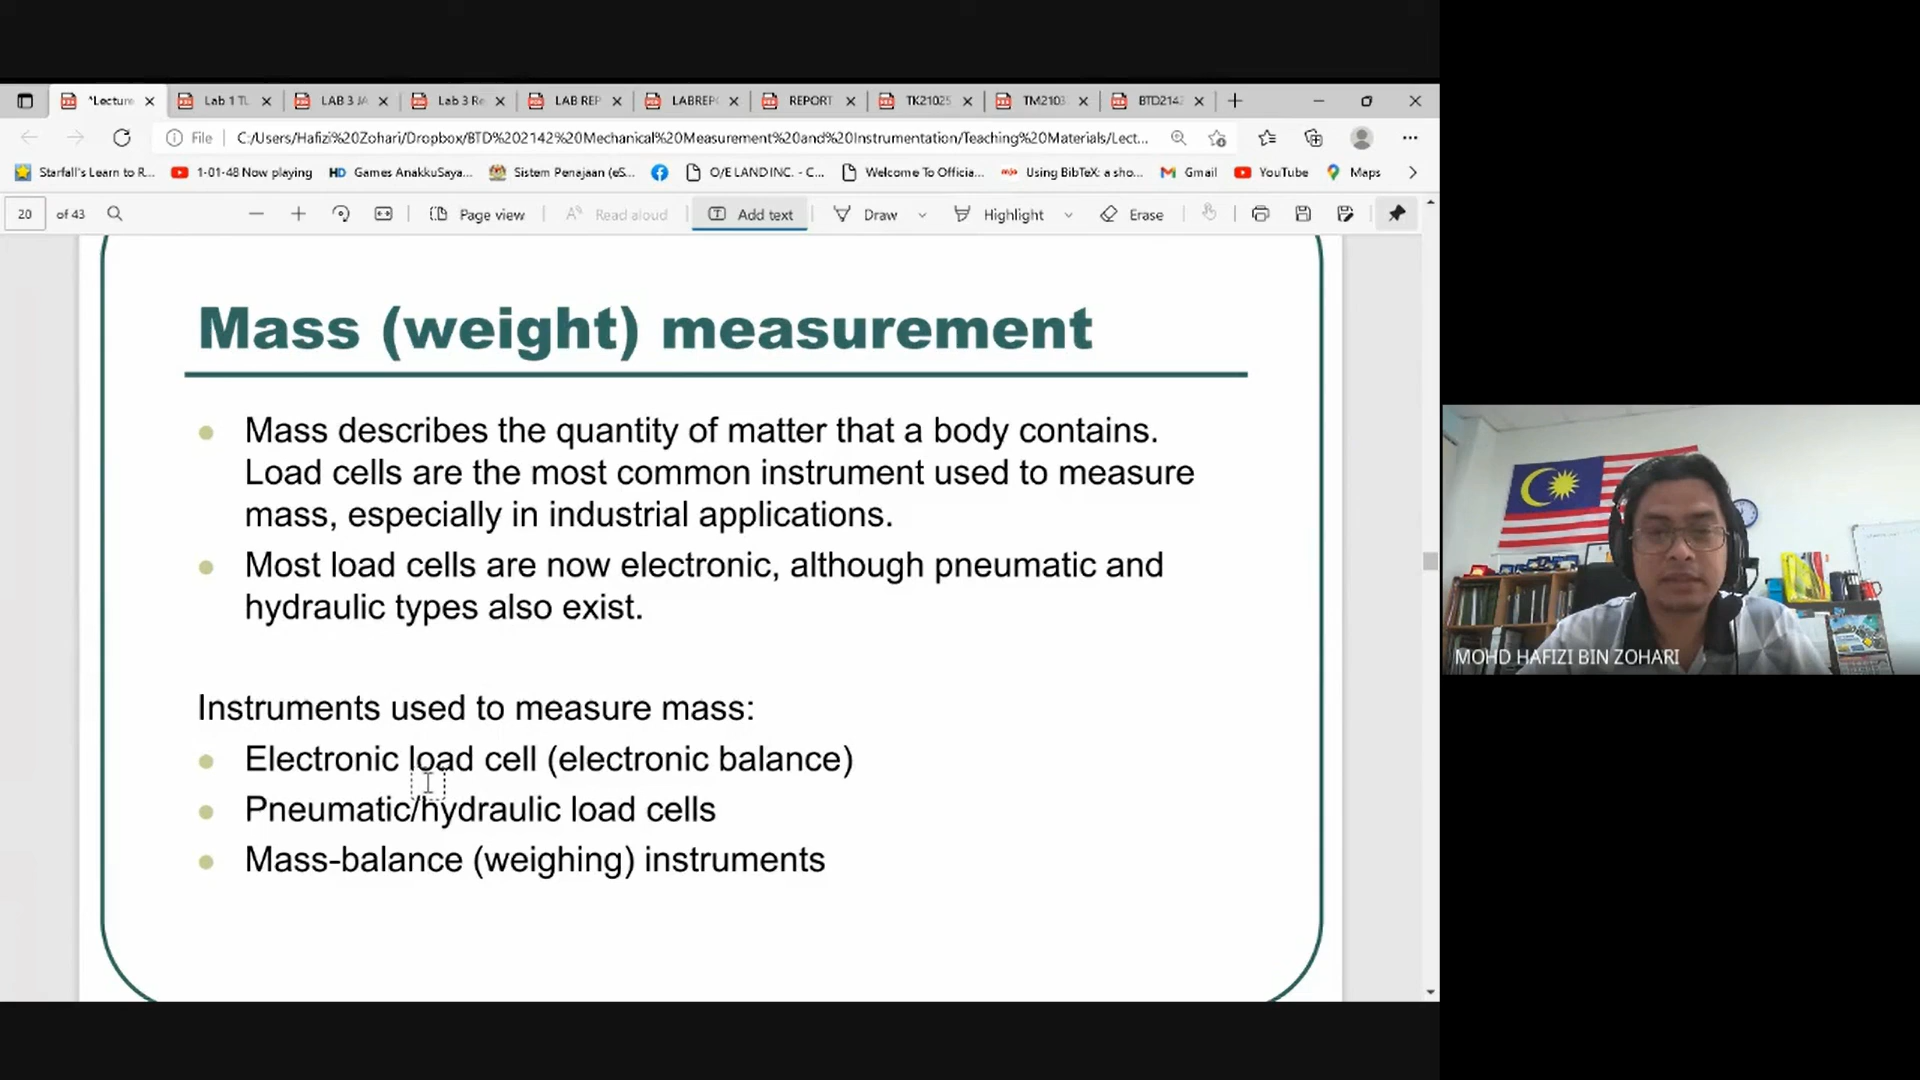 *Lecture
Lab 1 TL
LAB 3 JA
Lab 3 Re
LAB REP
LABREPO
REPORT
TK21025
TM2103
BTD2142
File
C:/Users/Hafizi%20Zohari/Dropbox/BTD%202142%20Mechanical%20Measurement%20and%20Instrumentation/Teaching%20Materials/Lect...
Starfall's Learn to R...
1-01-48 Now playing
HD Games AnakkuSaya...
Sistem Penajaan (eS...
O/E LAND INC. - C...
Welcome To Officia...
Using BibTeX: a sho...
Gmail
YouTube
Maps
20 of 43
Page view
Read aloud
Add text
Draw
Highlight
Erase
Mass (weight) measurement
Mass describes the quantity of matter that a body contains.
Load cells are the most common instrument used to measure
mass, especially in industrial applications.
Most load cells are now electronic, although pneumatic and
hydraulic types also exist.
Instruments used to measure mass:
Electronic load cell (electronic balance)
Pneumatic/hydraulic load cells
Mass-balance (weighing) instruments
MOHD HAFIZI BIN ZOHARI